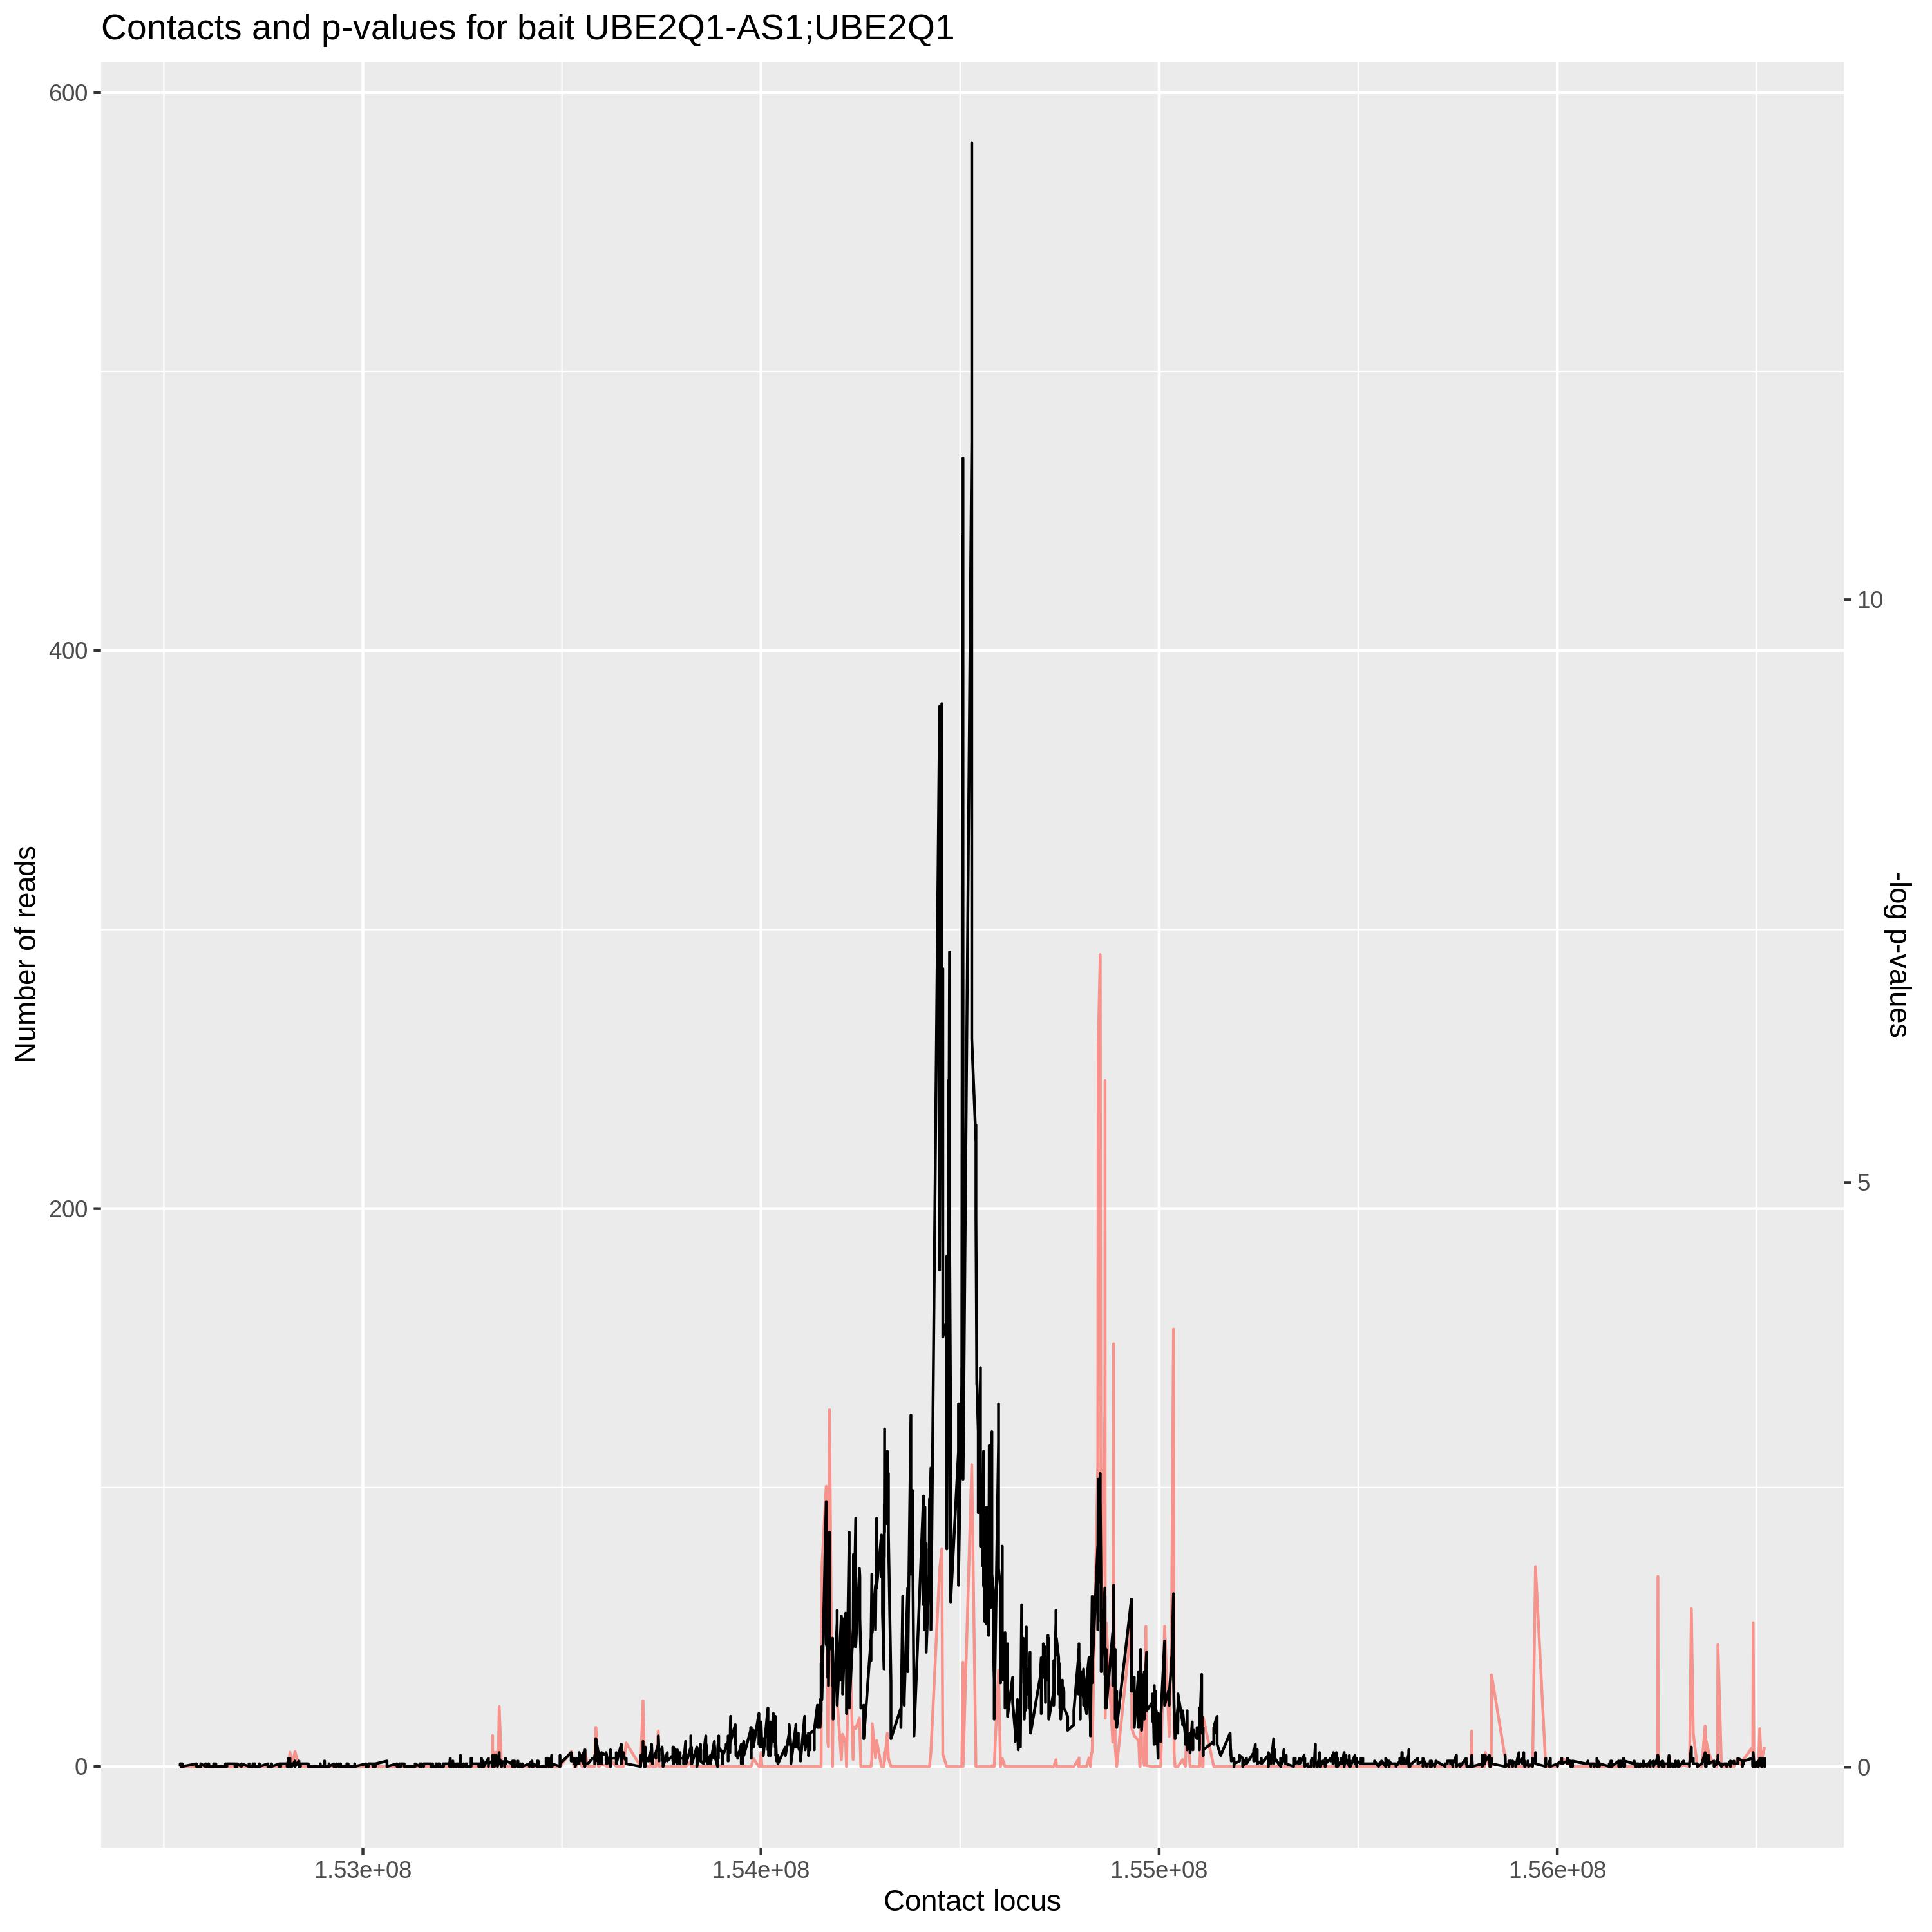 Contacts and p-values for bait UBE2Q1-AS1;UBE2Q1
600
400
200
0
Number of reads
10
5
0
-log p-values
1.53e+08
1.54e+08
1.55e+08
1.56e+08
Contact locus